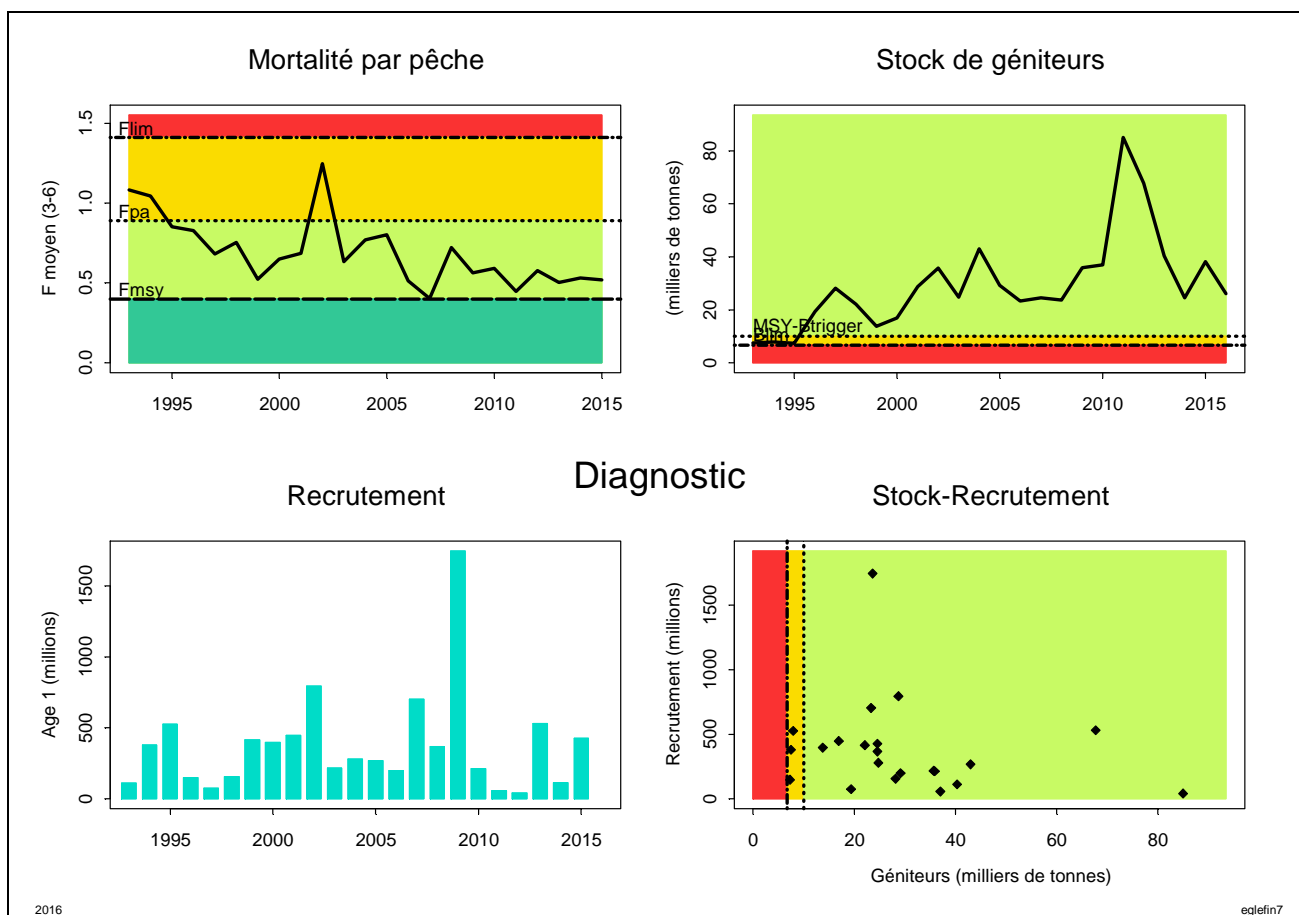 Mortalité par pêche
F moyen (3-6)
0.0 0.5 1.0 1.5
Flim
Fpa
Fmsy
1995 2000 2005 2010 2015
Stock de géniteurs
(milliers de tonnes)
0 20 40 60 80
MSY-Btrigger
Blim
1995 2000 2005 2010 2015
Diagnostic
Recrutement
Age 1 (millions)
0 500 1000 1500
1995 2000 2005 2010 2015
Stock-Recrutement
Recrutement (millions)
0 500 1000 1500
0 20 40 60 80
Géniteurs (milliers de tonnes)
2016
eglefin7